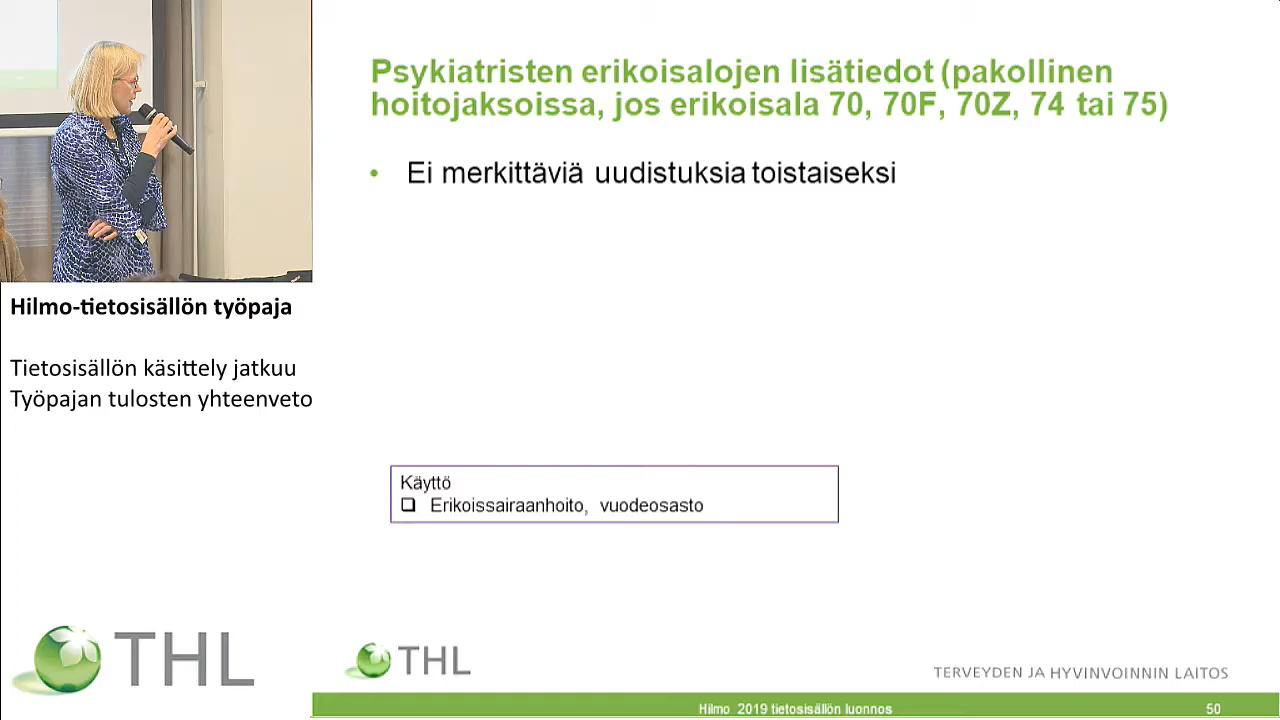 Psykiatristen erikoisalojen lisätiedot (pakollinen
hoitojaksoissa, jos erikoisala 70, 70F, 70Z, 74 tai 75)
• Ei merkittäviä uudistuksia toistaiseksi
Hilmo-tietosisällön työpaja
Tietosisällön käsittely jatkuu
Työpajan tulosten yhteenveto
Käyttö
❑ Erikoissairaanhoito, vuodeosasto
THL
THL
TERVEYDEN JA HYVINVOINNIN LAITOS
Hilmo 2019 tietosisällön luonnos
50